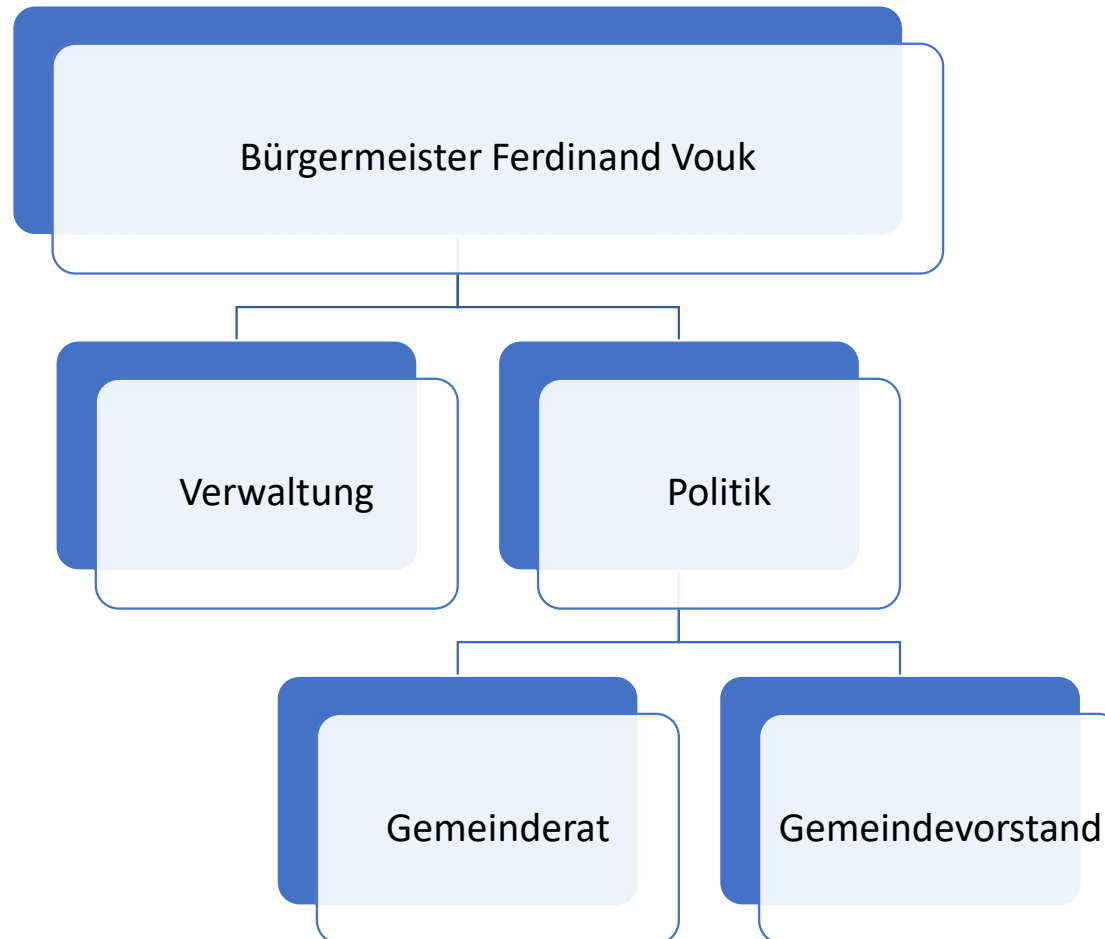 Bürgermeister Ferdinand Vouk
Verwaltung
Politik
Gemeinderat
Gemeindevorstand